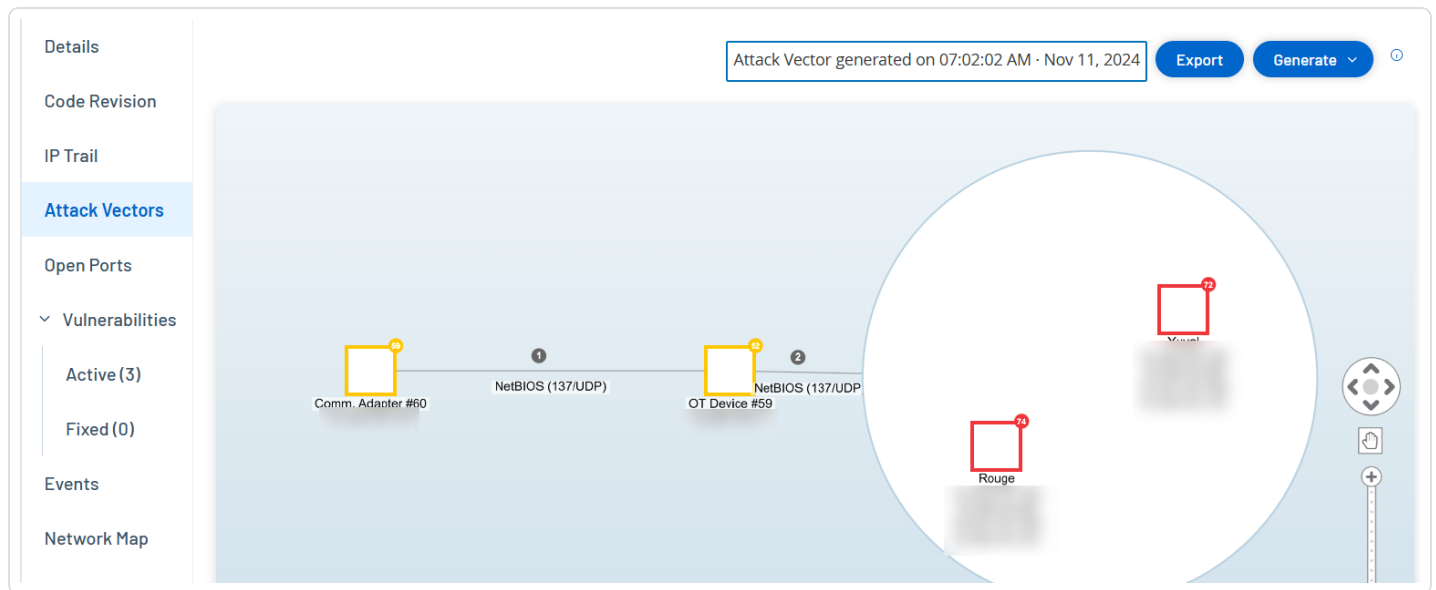 Details
Code Revision
IP Trail
Attack Vectors
Open Ports
Vulnerabilities
Active (3)
Fixed (0)
Events
Network Map
Attack Vector generated on 07:02:02 AM · Nov 11, 2024
Export
Generate
59
Comm. Adapter #60
1
NetBIOS (137/UDP)
52
OT Device #59
2
NetBIOS (137/UDP
72
74
Rouge